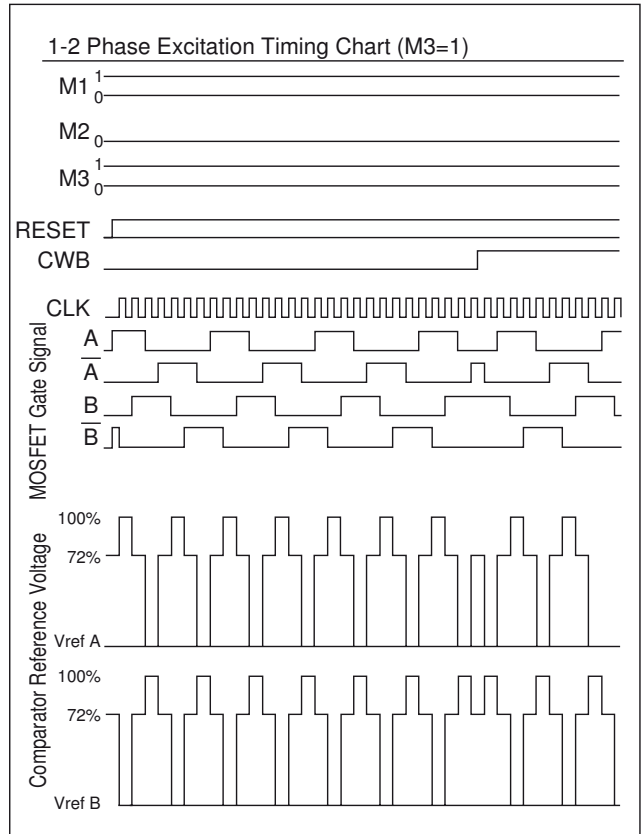 1-2 Phase Excitation Timing Chart (M3=1)
M1 1
0
M2 0
M3 1
0
RESET
CWB
CLK
MOSFET Gate Signal
A
A̅
B
B̅
Comparator Reference Voltage
100%
72%
Vref A
100%
72%
Vref B